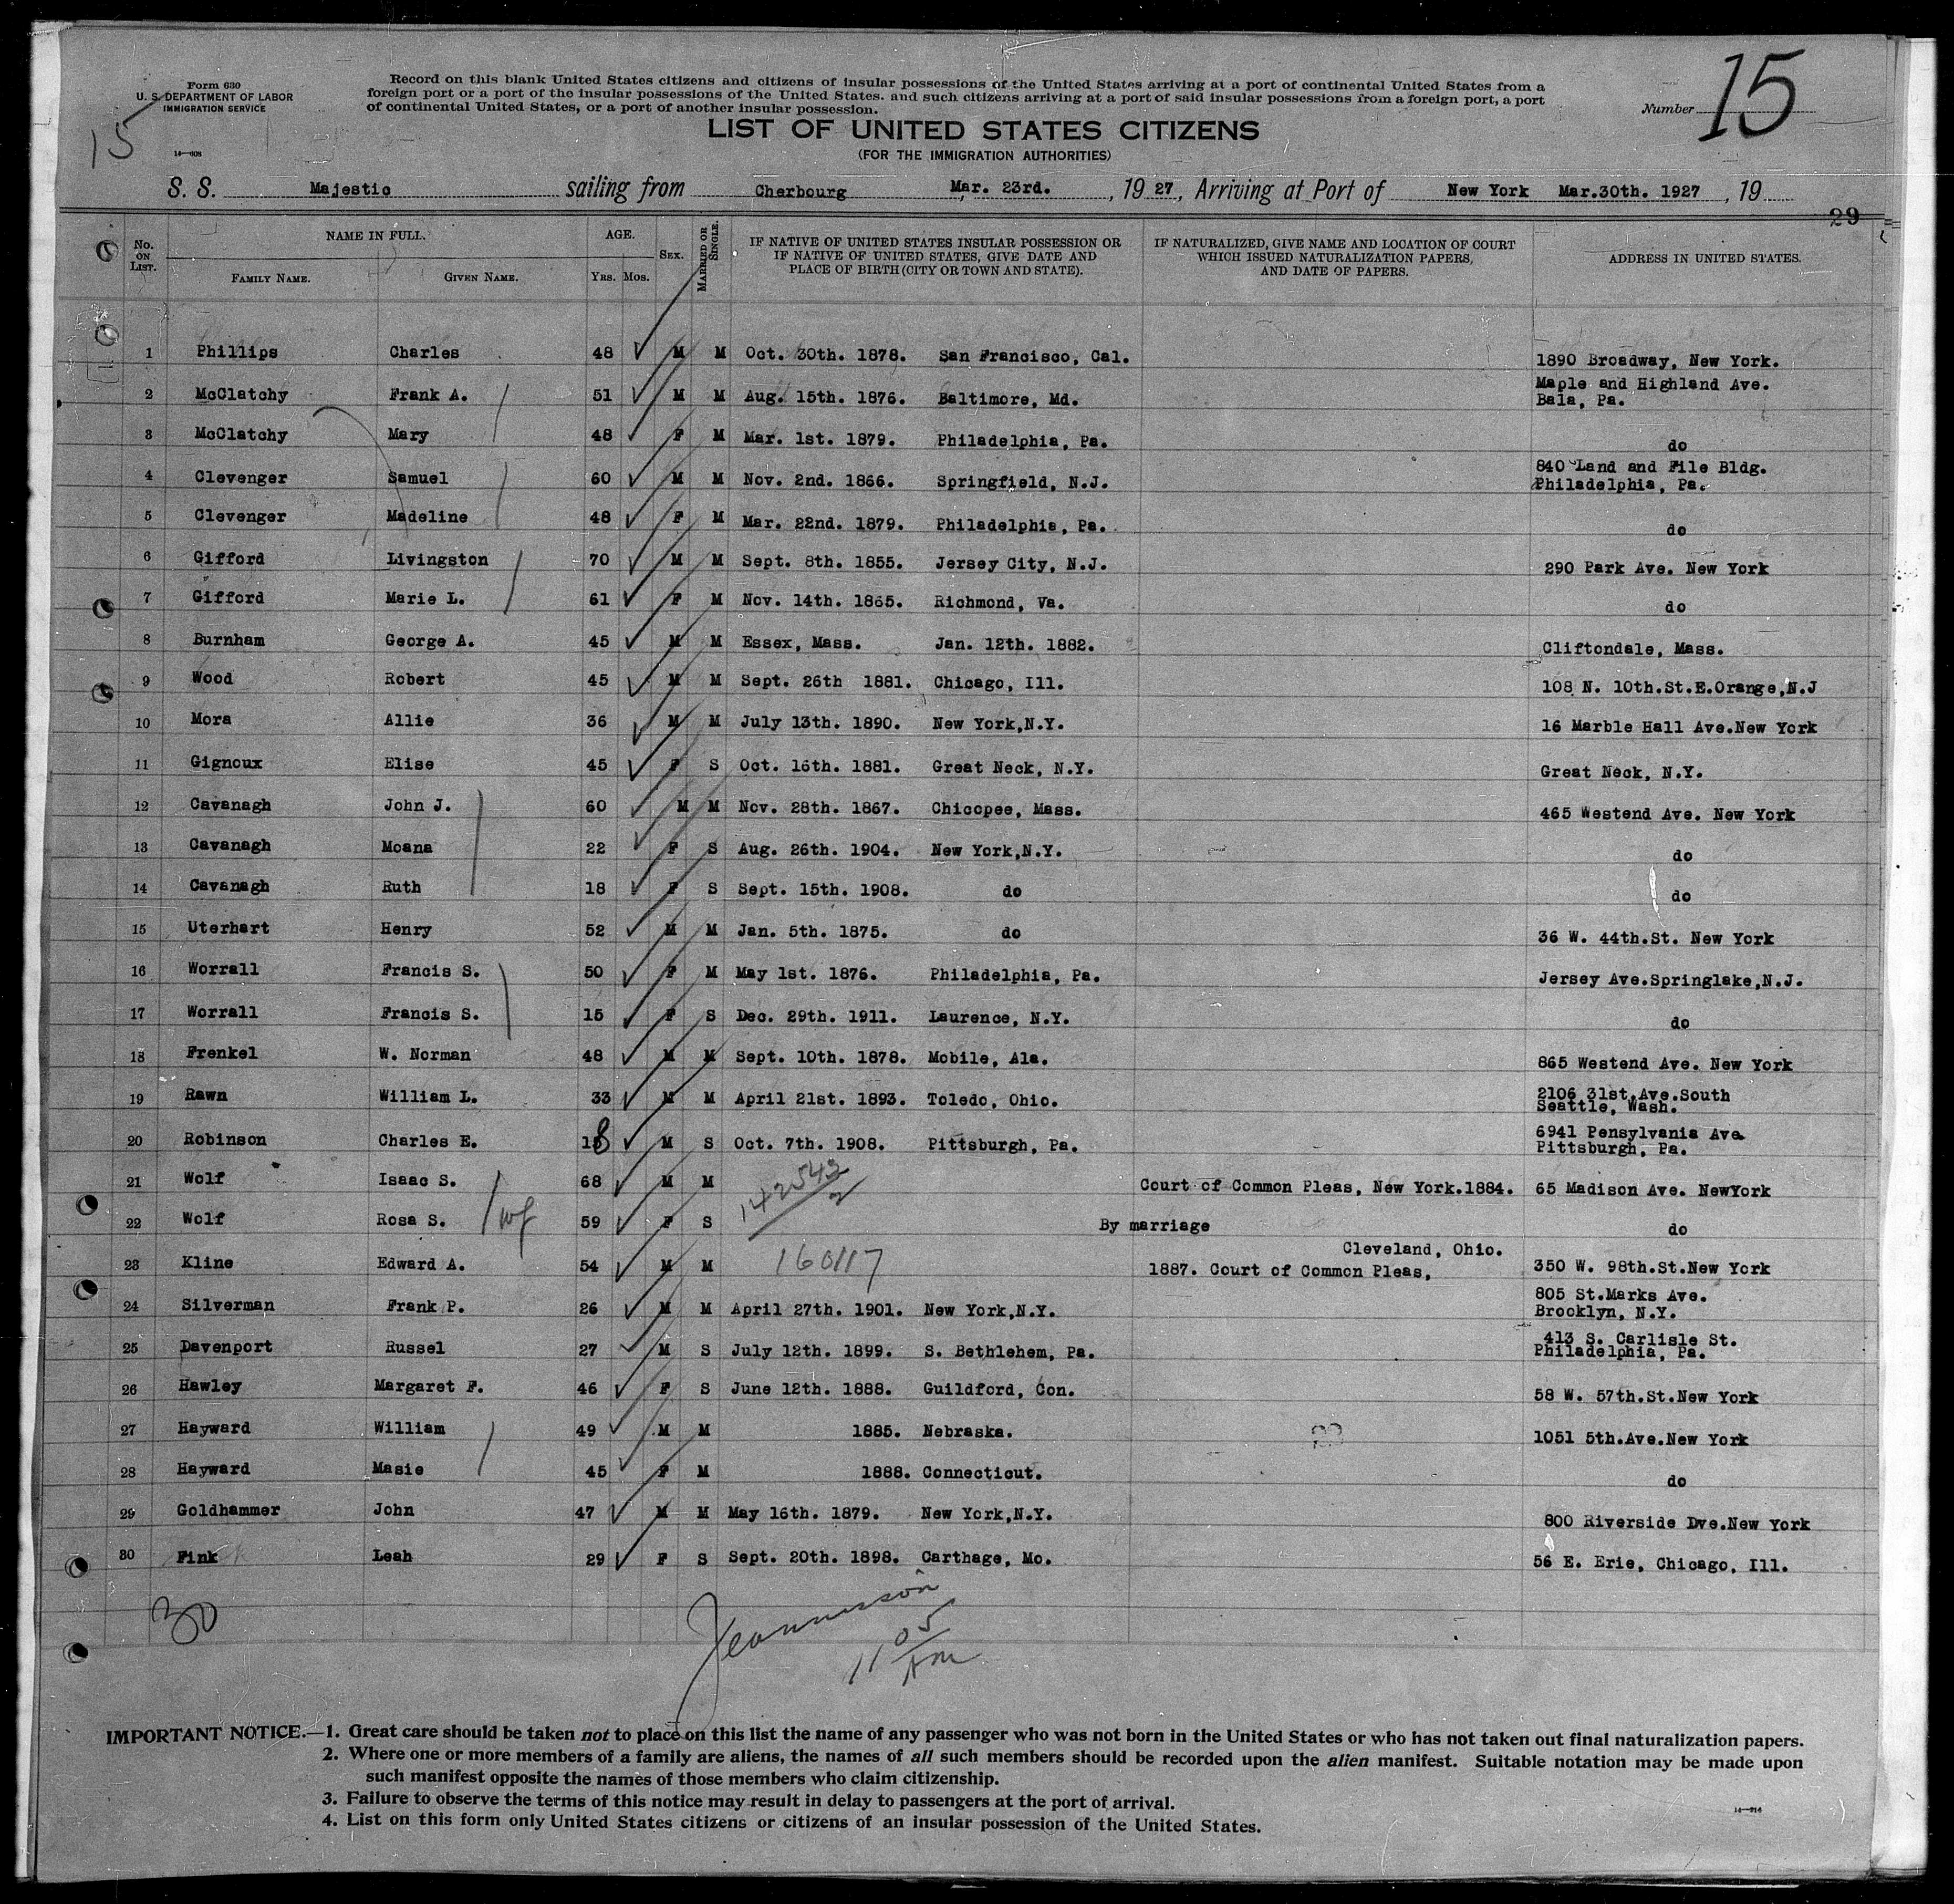 Form 630
U. S. DEPARTMENT OF LABOR
IMMIGRATION SERVICE
15
14—608
Record on this blank United States citizens and citizens of insular possessions of the United States arriving at a port of continental United States from a
foreign port or a port of the insular possessions of the United States. and such citizens arriving at a port of said insular possessions from a foreign port, a port
of continental United States, or a port of another insular possession.
Number 15
LIST OF UNITED STATES CITIZENS
(FOR THE IMMIGRATION AUTHORITIES)
S. S. Majestic sailing from Cherbourg, Mar. 23rd., 19 27, Arriving at Port of New York Mar.30th. 1927, 19
29
No. ON LIST. NAME IN FULL. AGE. SEX. MARRIED OR SINGLE. IF NATIVE OF UNITED STATES INSULAR POSSESSION OR IF NATIVE OF UNITED STATES, GIVE DATE AND PLACE OF BIRTH (CITY OR TOWN AND STATE). IF NATURALIZED, GIVE NAME AND LOCATION OF COURT WHICH ISSUED NATURALIZATION PAPERS, AND DATE OF PAPERS. ADDRESS IN UNITED STATES.
FAMILY NAME. GIVEN NAME. YRS. MOS.
1 Phillips Charles 48 M M Oct. 30th. 1878. San Francisco, Cal. 1890 Broadway, New York.
2 McClatchy Frank A. 51 M M Aug. 15th. 1876. Baltimore, Md. Maple and Highland Ave. Bala, Pa.
3 McClatchy Mary 48 F M Mar. 1st. 1879. Philadelphia, Pa. do
4 Clevenger Samuel 60 M M Nov. 2nd. 1866. Springfield, N.J. 840 Land and File Bldg. Philadelphia, Pa.
5 Clevenger Madeline 48 F M Mar. 22nd. 1879. Philadelphia, Pa. do
6 Gifford Livingston 70 M M Sept. 8th. 1855. Jersey City, N.J. 290 Park Ave. New York
7 Gifford Marie L. 61 F M Nov. 14th. 1865. Richmond, Va. do
8 Burnham George A. 45 M M Essex, Mass. Jan. 12th. 1882. Cliftondale, Mass.
9 Wood Robert 45 M M Sept. 26th 1881. Chicago, Ill. 108 N. 10th.St.E.Orange,N.J
10 Mora Allie 36 M M July 13th. 1890. New York,N.Y. 16 Marble Hall Ave.New York
11 Gignoux Elise 45 F S Oct. 16th. 1881. Great Neck, N.Y. Great Neck, N.Y.
12 Cavanagh John J. 60 M M Nov. 28th. 1867. Chicopee, Mass. 465 Westend Ave. New York
13 Cavanagh Moana 22 F S Aug. 26th. 1904. New York,N.Y. do
14 Cavanagh Ruth 18 F S Sept. 15th. 1908. do do
15 Uterhart Henry 52 M M Jan. 5th. 1875. do 36 W. 44th.St. New York
16 Worrall Francis S. 50 F M May 1st. 1876. Philadelphia, Pa. Jersey Ave.Springlake,N.J.
17 Worrall Francis S. 15 F S Dec. 29th. 1911. Laurence, N.Y. do
18 Frenkel W. Norman 48 M M Sept. 10th. 1878. Mobile, Ala. 865 Westend Ave. New York
19 Rawn William L. 33 M M April 21st. 1893. Toledo, Ohio. 2106 31st.Ave.South Seattle, Wash.
20 Robinson Charles E. 18 M S Oct. 7th. 1908. Pittsburgh, Pa. 6941 Pensylvania Ave Pittsburgh, Pa.
21 Wolf Isaac S. 68 M M 142543/2 Court of Common Pleas, New York.1884. 65 Madison Ave. NewYork
22 Wolf Rosa S. wf 59 F S By marriage do
23 Kline Edward A. 54 M M 160117 Cleveland, Ohio. 1887. Court of Common Pleas, 350 W. 98th.St.New York
24 Silverman Frank P. 26 M M April 27th. 1901. New York,N.Y. 805 St.Marks Ave. Brooklyn, N.Y.
25 Davenport Russel 27 M S July 12th. 1899. S. Bethlehem, Pa. 413 S. Carlisle St. Philadelphia, Pa.
26 Hawley Margaret F. 46 F S June 12th. 1888. Guildford, Con. 58 W. 57th.St.New York
27 Hayward William 49 M M 1885. Nebraska. 1051 5th.Ave.New York
28 Hayward Masie 45 F M 1888. Connecticut. do
29 Goldhammer John 47 M M May 16th. 1879. New York,N.Y. 800 Riverside Dve.New York
30 Fink Leah 29 F S Sept. 20th. 1898. Carthage, Mo. 56 E. Erie, Chicago, Ill.
30
11 05 AM
IMPORTANT NOTICE.—1. Great care should be taken not to place on this list the name of any passenger who was not born in the United States or who has not taken out final naturalization papers.
2. Where one or more members of a family are aliens, the names of all such members should be recorded upon the alien manifest. Suitable notation may be made upon
such manifest opposite the names of those members who claim citizenship.
3. Failure to observe the terms of this notice may result in delay to passengers at the port of arrival.
4. List on this form only United States citizens or citizens of an insular possession of the United States.